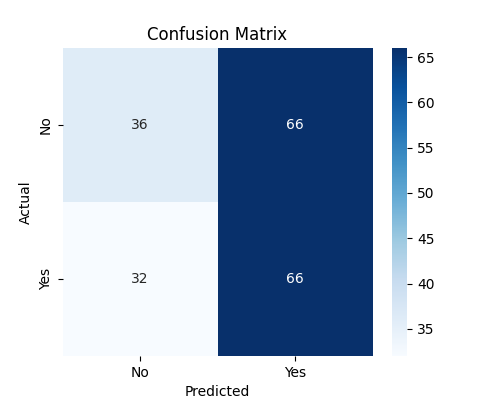 Confusion Matrix
65
60
55
50
45
40
35
No
36
66
Actual
Yes
32
66
No
Yes
Predicted